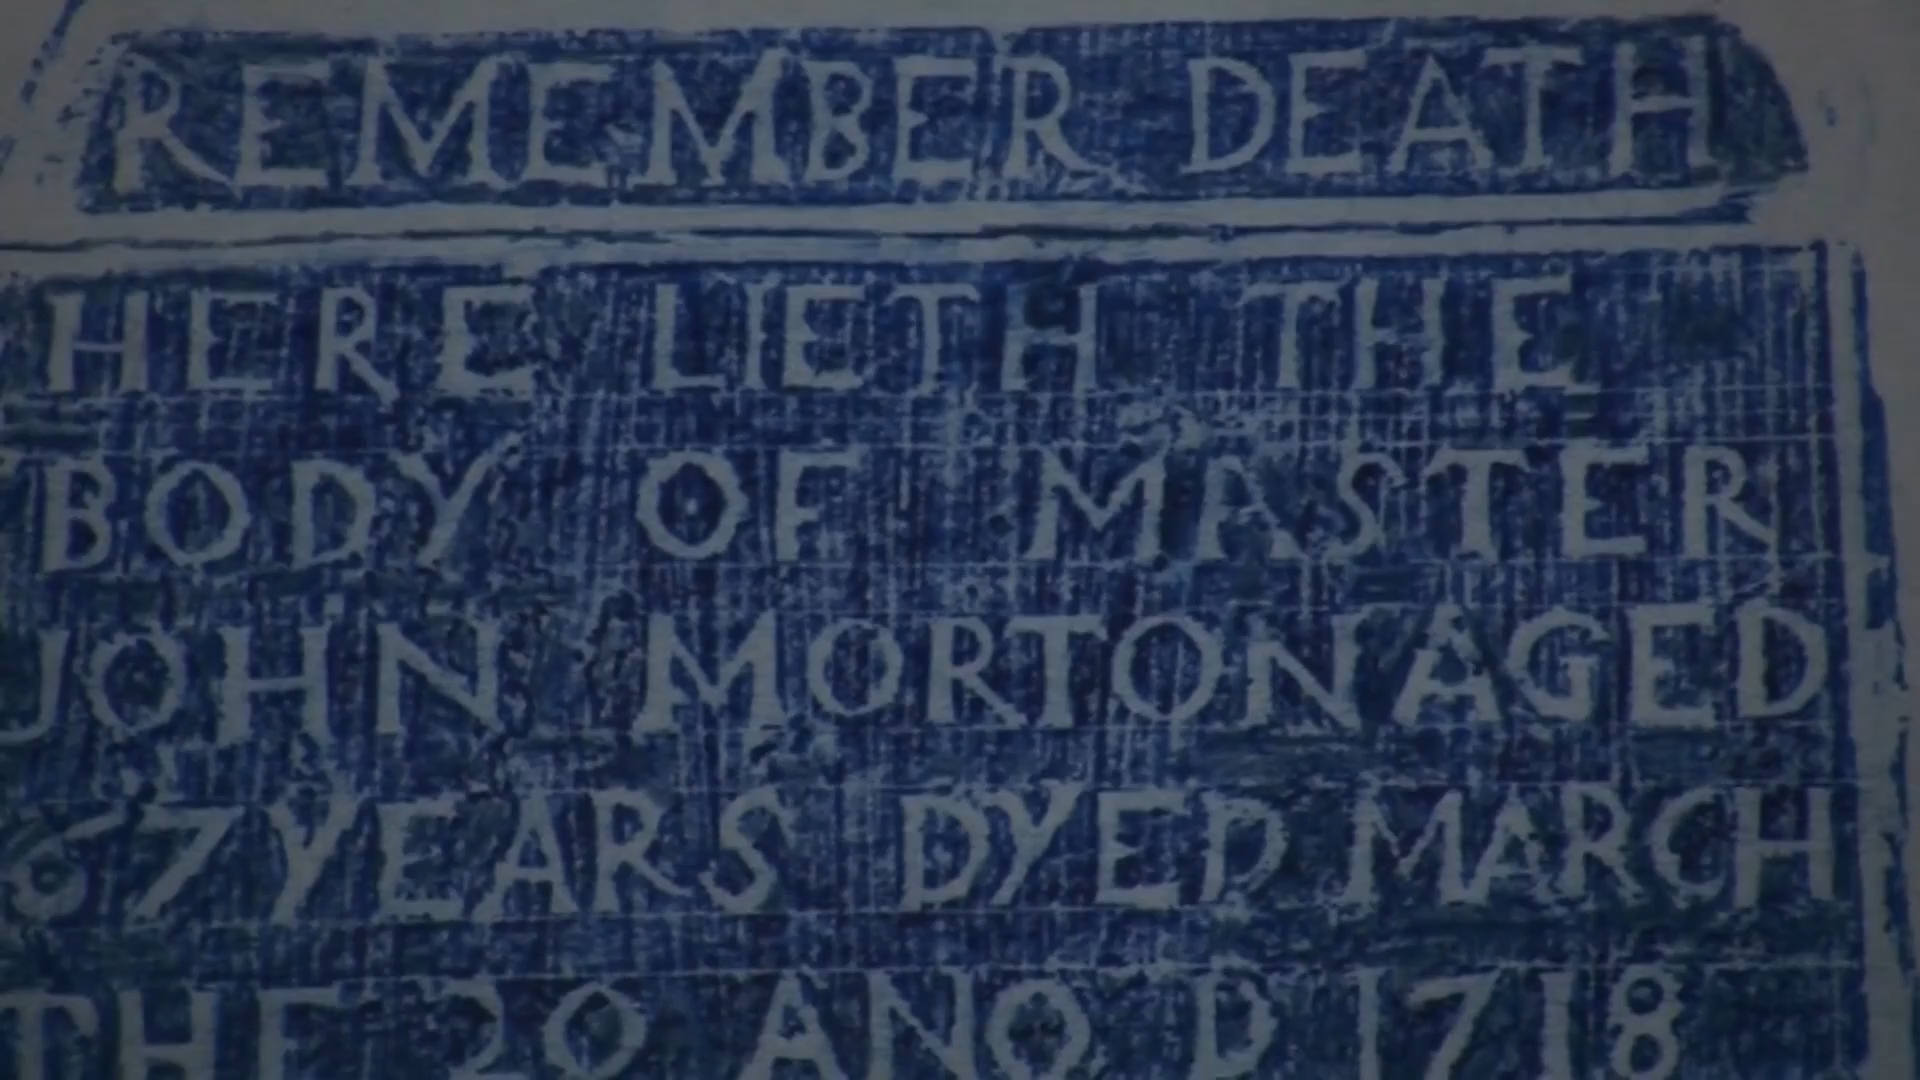 REMEMBER DEATH
HERE LIETH THE
BODY OF MASTER
JOHN MORTON AGED
67 YEARS DYED MARCH
THE 20 ANO D 1718